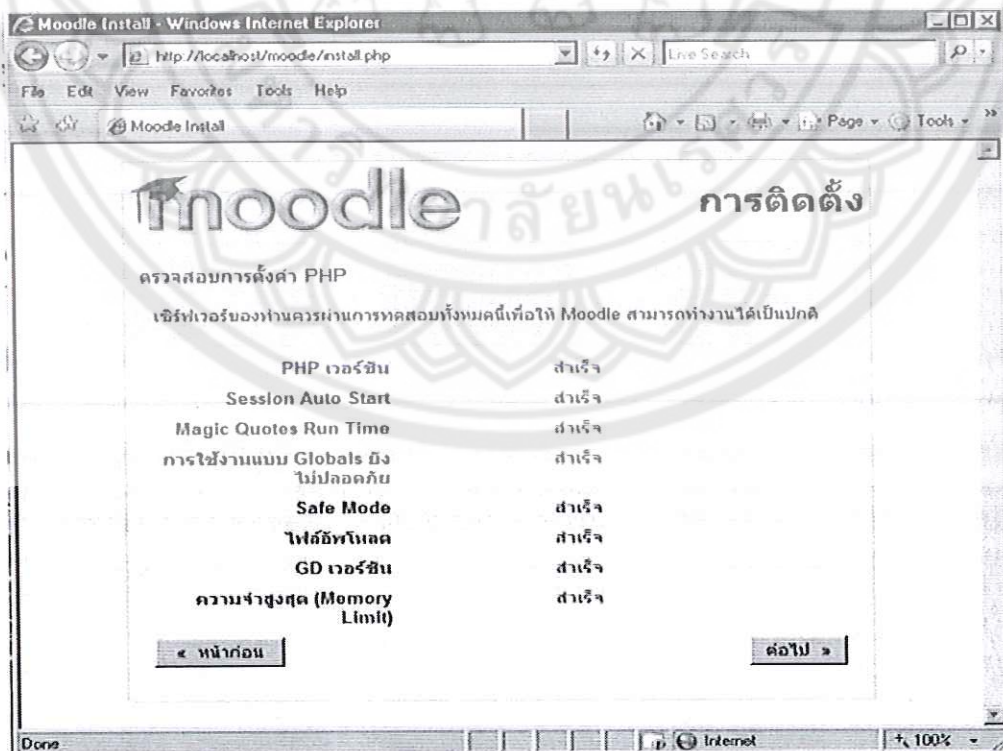 Moodle Install - Windows Internet Explorer
http://localhost/moodle/install.php
Live Search
File Edit View Favorites Tools Help
Moodle Install
Page Tools
moodle
การติดตั้ง
ตรวจสอบการตั้งค่า PHP
เซิร์ฟเวอร์ของท่านควรผ่านการทดสอบทั้งหมดนี้เพื่อให้ Moodle สามารถทำงานได้เป็นปกติ
PHP เวอร์ชัน สำเร็จ
Session Auto Start สำเร็จ
Magic Quotes Run Time สำเร็จ
การใช้งานแบบ Globals ยัง สำเร็จ
ไม่ปลอดภัย
Safe Mode สำเร็จ
ไฟล์อัพโหลด สำเร็จ
GD เวอร์ชัน สำเร็จ
ความจำสูงสุด (Memory สำเร็จ
Limit)
« หน้าก่อน
ต่อไป »
Done
Internet
100%